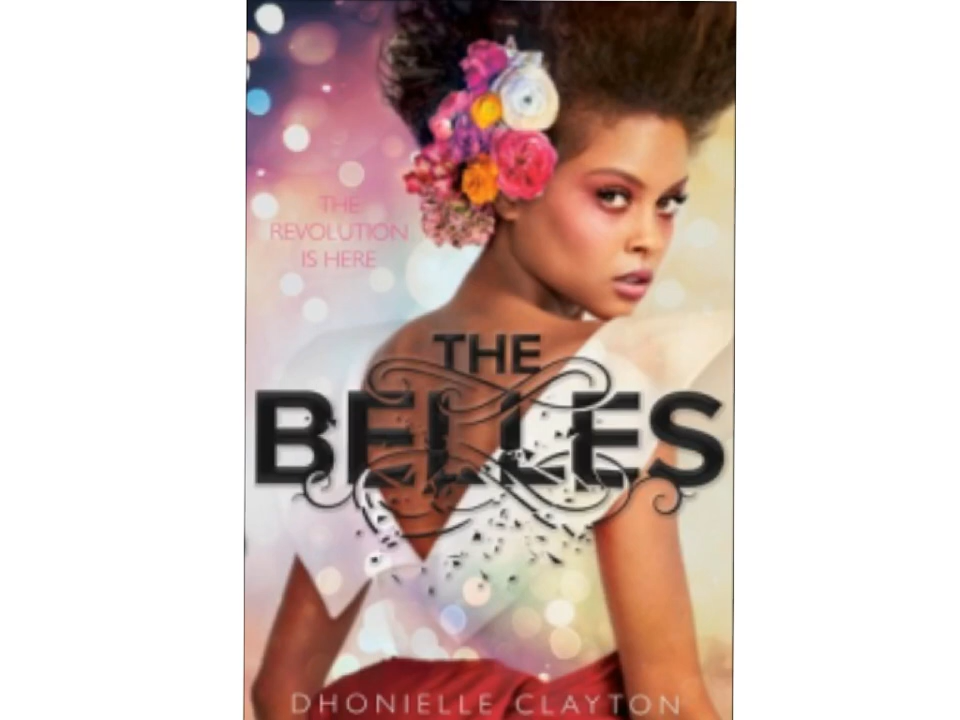 THE
REVOLUTION
IS HERE
THE
BELLES
DHONIELLE CLAYTON